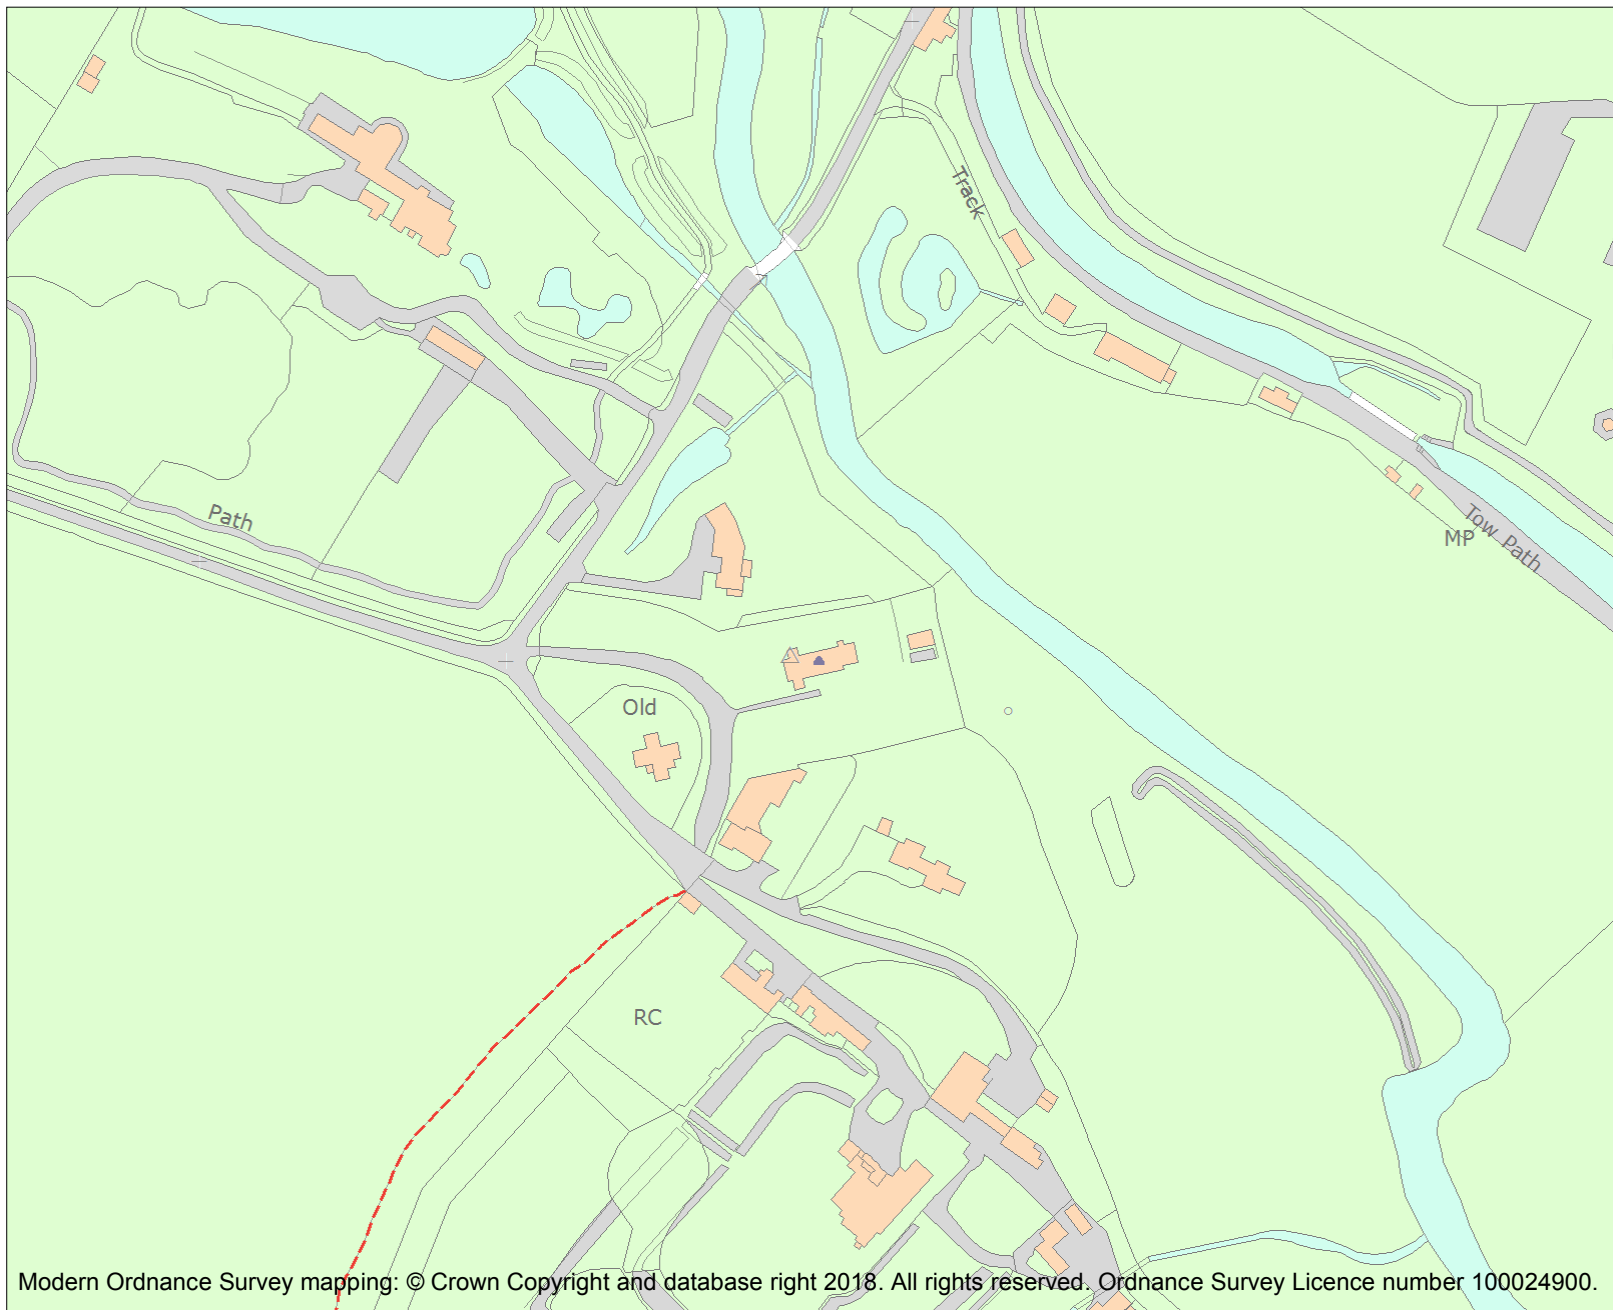 Track
Path
Tow Path
MP
Old
RC
Modern Ordnance Survey mapping: © Crown Copyright and database right 2018. All rights reserved. Ordnance Survey Licence number 100024900.